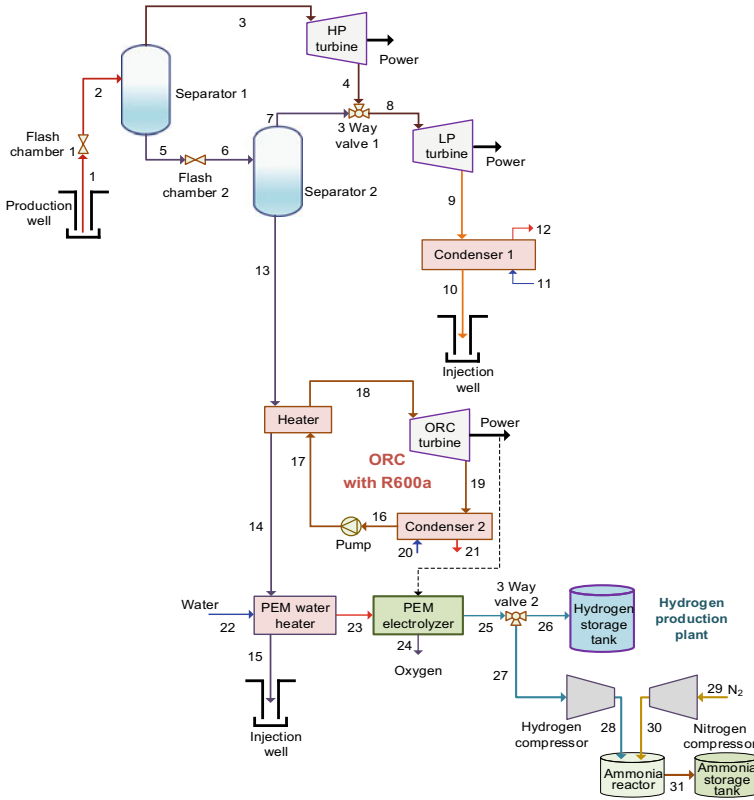 3
HP
turbine
Power
2
Separator 1
4
7
8
3 Way
valve 1
LP
turbine
Power
Flash
chamber 1
5
6
Flash
chamber 2
Separator 2
1
Production
well
9
12
Condenser 1
11
10
13
Injection
well
18
Heater
ORC
turbine
Power
17
ORC
with R600a
19
14
16
Condenser 2
Pump
20
21
Water
22
PEM water
heater
23
PEM
electrolyzer
25
3 Way
valve 2
26
Hydrogen
storage
tank
Hydrogen
production
plant
24
Oxygen
15
27
Injection
well
Hydrogen
compressor
28
30
29 N₂
Nitrogen
compressor
Ammonia
reactor
31
Ammonia
storage
tank